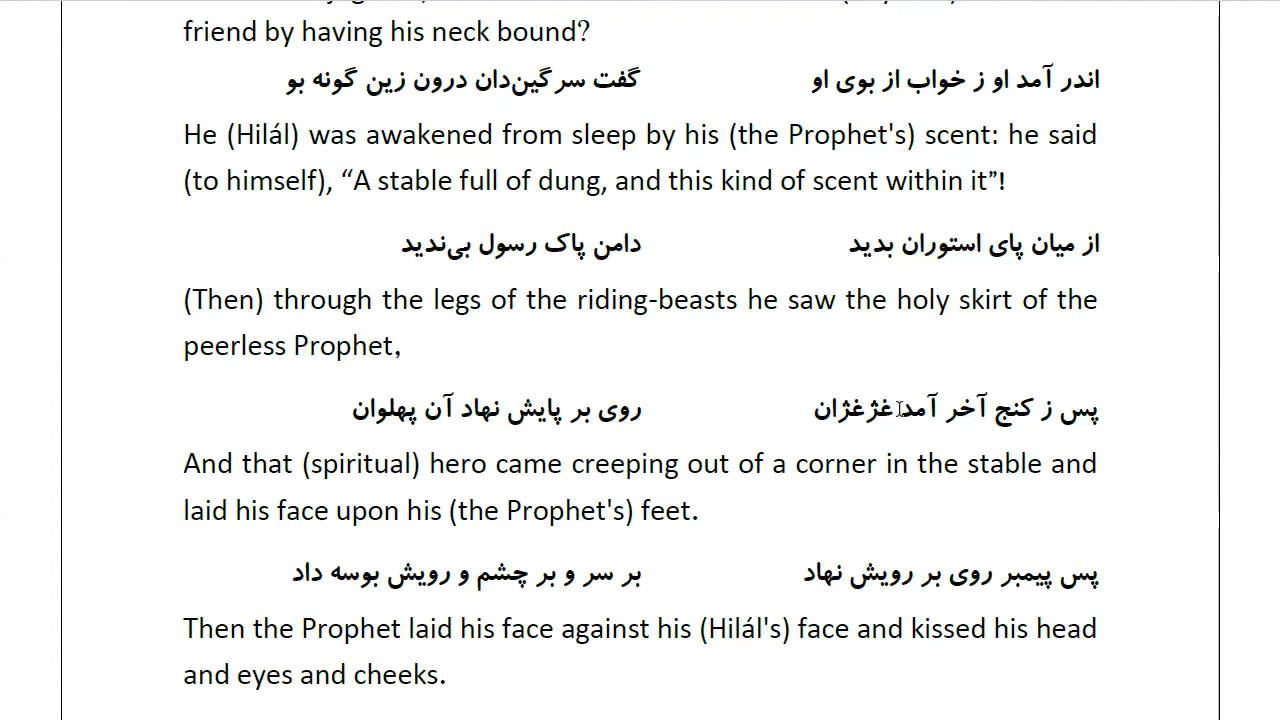 friend by having his neck bound?
اندر آمد او ز خواب از بوی او گفت سرگین‌دان درون زین گونه بو
He (Hilál) was awakened from sleep by his (the Prophet's) scent: he said
(to himself), “A stable full of dung, and this kind of scent within it”!
از میان پای استوران بدید دامن پاک رسول بی‌ندید
(Then) through the legs of the riding-beasts he saw the holy skirt of the
peerless Prophet,
پس ز کنج آخر آمد غژغژان روی بر پایش نهاد آن پهلوان
And that (spiritual) hero came creeping out of a corner in the stable and
laid his face upon his (the Prophet's) feet.
پس پیمبر روی بر رویش نهاد بر سر و بر چشم و رویش بوسه داد
Then the Prophet laid his face against his (Hilál's) face and kissed his head
and eyes and cheeks.